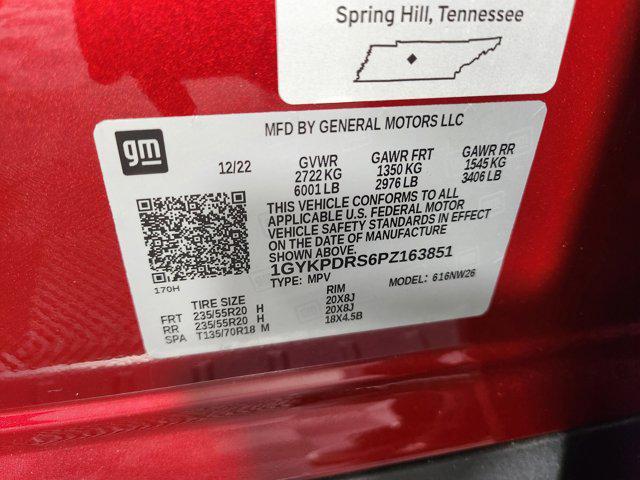 Spring Hill, Tennessee
gm
MFD BY GENERAL MOTORS LLC
12/22 GVWR GAWR FRT GAWR RR
2722 KG 1350 KG 1545 KG
6001 LB 2976 LB 3406 LB
THIS VEHICLE CONFORMS TO ALL
APPLICABLE U.S. FEDERAL MOTOR
VEHICLE SAFETY STANDARDS IN EFFECT
ON THE DATE OF MANUFACTURE
SHOWN ABOVE.
1GYKPDRS6PZ163851
170H TYPE: MPV MODEL: 616NW26
TIRE SIZE RIM
FRT 235/55R20 H 20X8J
RR 235/55R20 H 20X8J
SPA T135/70R18 M 18X4.5B